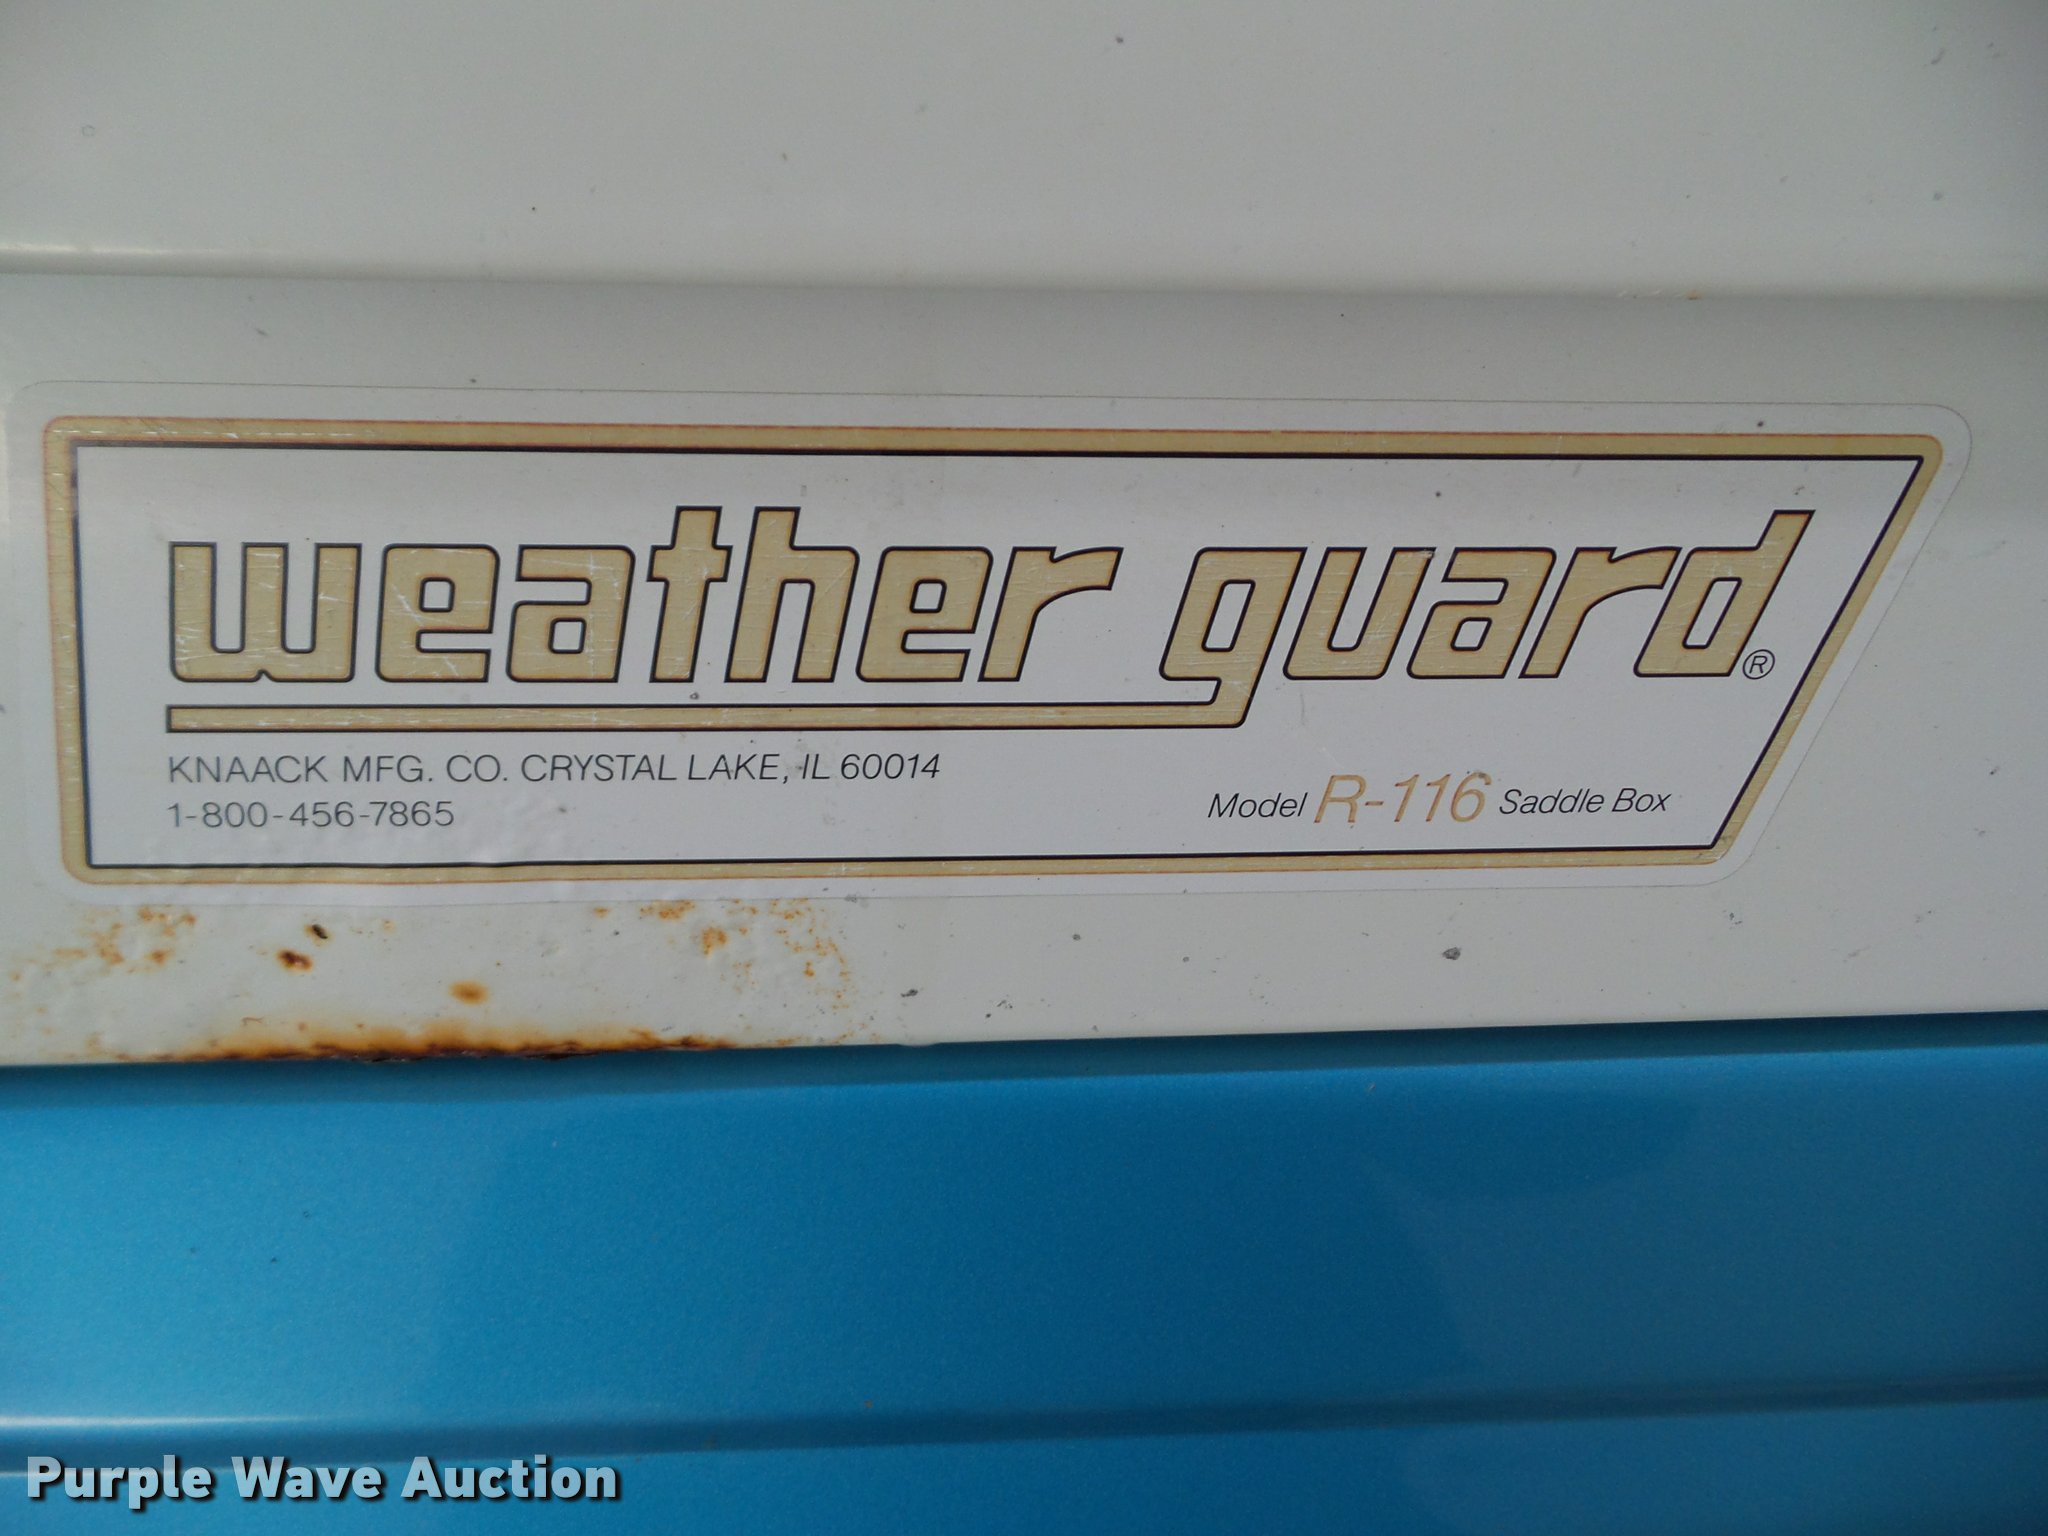 weather guard®
KNAACK MFG. CO. CRYSTAL LAKE, IL 60014
1-800-456-7865
Model R-116 Saddle Box
Purple Wave Auction